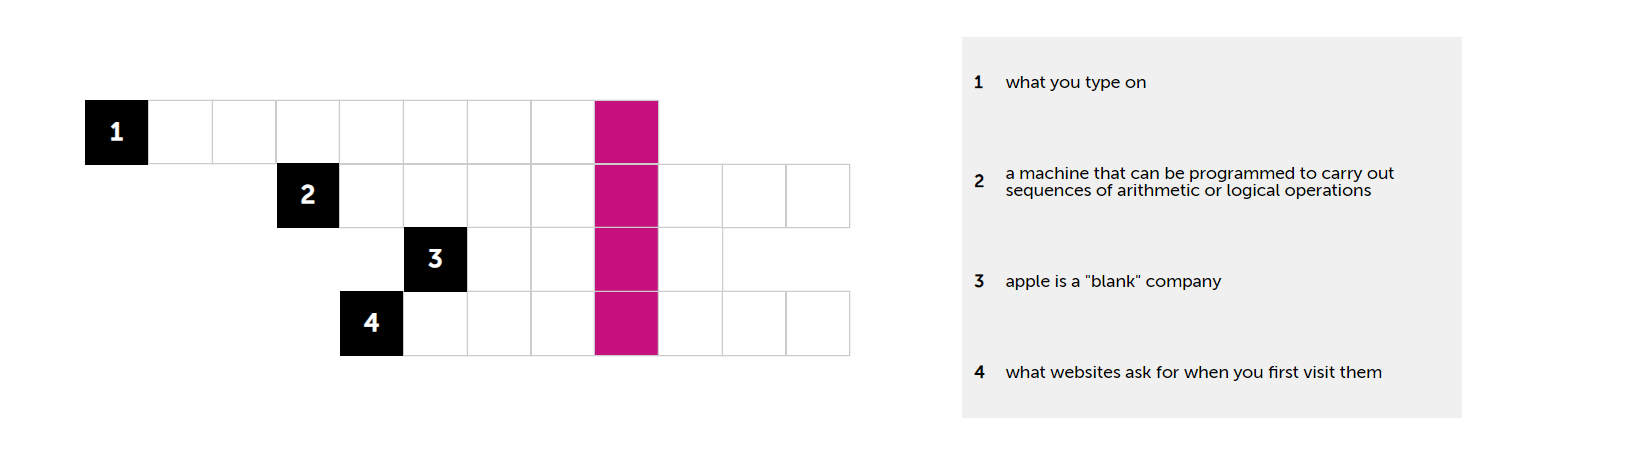 1
2
3
4
1 what you type on
2 a machine that can be programmed to carry out
sequences of arithmetic or logical operations
3 apple is a "blank" company
4 what websites ask for when you first visit them